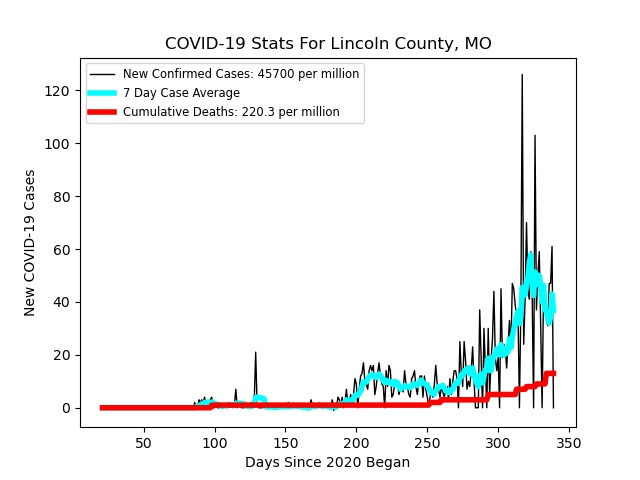 COVID-19 Stats For Lincoln County, MO
New Confirmed Cases: 45700 per million
7 Day Case Average
Cumulative Deaths: 220.3 per million
New COVID-19 Cases
120
100
80
60
40
20
0
50 100 150 200 250 300 350
Days Since 2020 Began